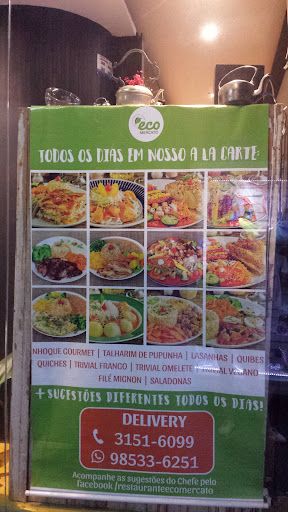 eco
MERCATO
TODOS OS DIAS EM NOSSO A LA CARTE:
NHOQUE GOURMET | TALHARIM DE PUPUNHA | LASANHAS | QUIBES
QUICHES | TRIVIAL FRANGO | TRIVIAL OMELETE | TRIVIAL VEGANO
FILÉ MIGNON | SALADONAS
+ SUGESTÕES DIFERENTES TODOS OS DIAS!
DELIVERY
3151-6099
98533-6251
Acompanhe as sugestões do Chefe pelo
facebook/restauranteecomercato